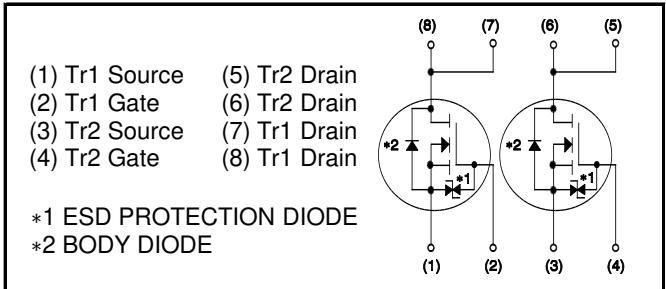 (8) (7) (6) (5)
(1) Tr1 Source (5) Tr2 Drain
(2) Tr1 Gate (6) Tr2 Drain
(3) Tr2 Source (7) Tr1 Drain
(4) Tr2 Gate (8) Tr1 Drain
∗2 ∗2
∗1 ∗1
∗1 ESD PROTECTION DIODE
∗2 BODY DIODE
(1) (2) (3) (4)